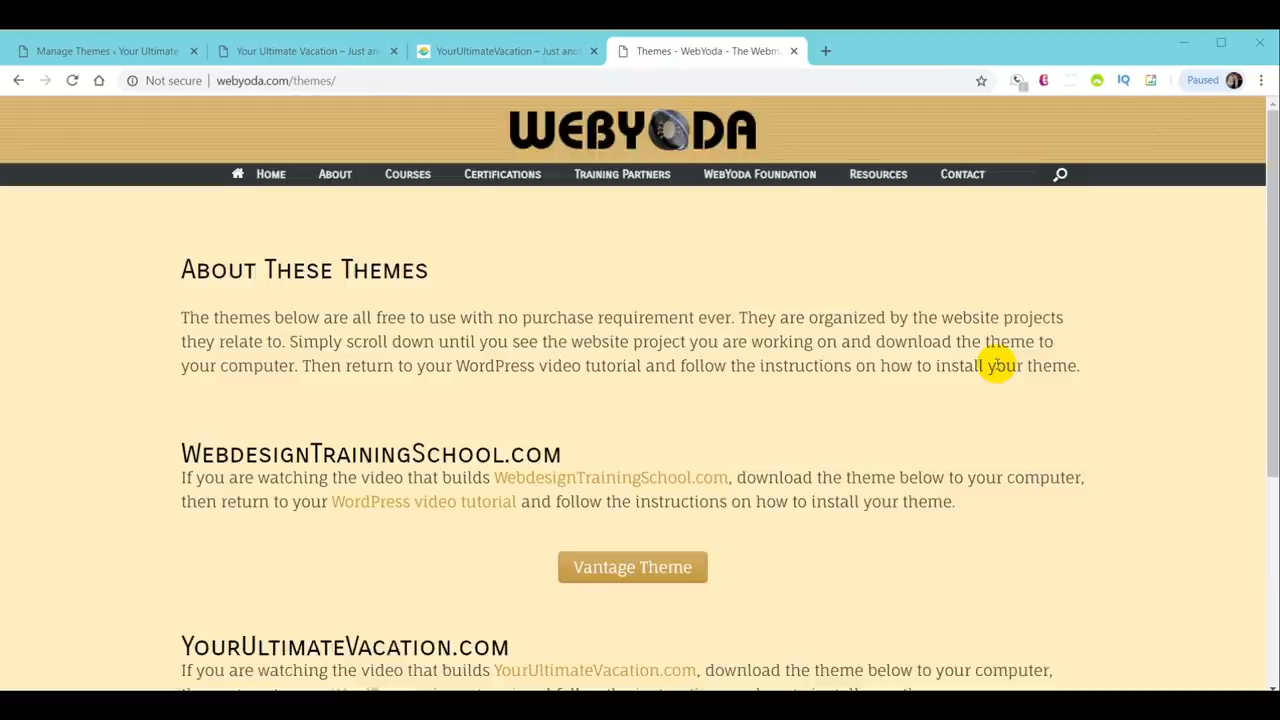 Manage Themes ‹ Your Ultimate
Your Ultimate Vacation – Just an
YourUltimateVacation – Just ano
Themes - WebYoda - The Webm
Not secure | webyoda.com/themes/
IQ
Paused
WEBYODA
Home
About
Courses
Certifications
Training Partners
WebYoda Foundation
Resources
Contact
About These Themes
The themes below are all free to use with no purchase requirement ever. They are organized by the website projects
they relate to. Simply scroll down until you see the website project you are working on and download the theme to
your computer. Then return to your WordPress video tutorial and follow the instructions on how to install your theme.
WebdesignTrainingSchool.com
If you are watching the video that builds WebdesignTrainingSchool.com, download the theme below to your computer,
then return to your WordPress video tutorial and follow the instructions on how to install your theme.
Vantage Theme
YourUltimateVacation.com
If you are watching the video that builds YourUltimateVacation.com, download the theme below to your computer,